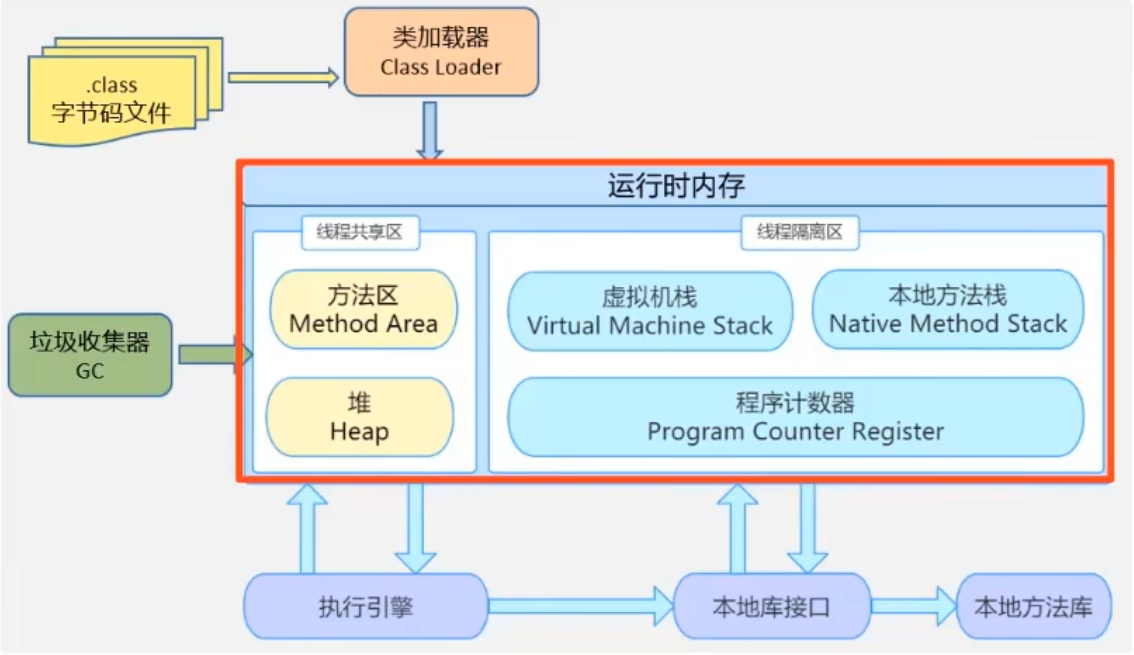 类加载器
Class Loader
.class
字节码文件
运行时内存
线程共享区
线程隔离区
方法区
Method Area
虚拟机栈
Virtual Machine Stack
本地方法栈
Native Method Stack
垃圾收集器
GC
堆
Heap
程序计数器
Program Counter Register
执行引擎
本地库接口
本地方法库